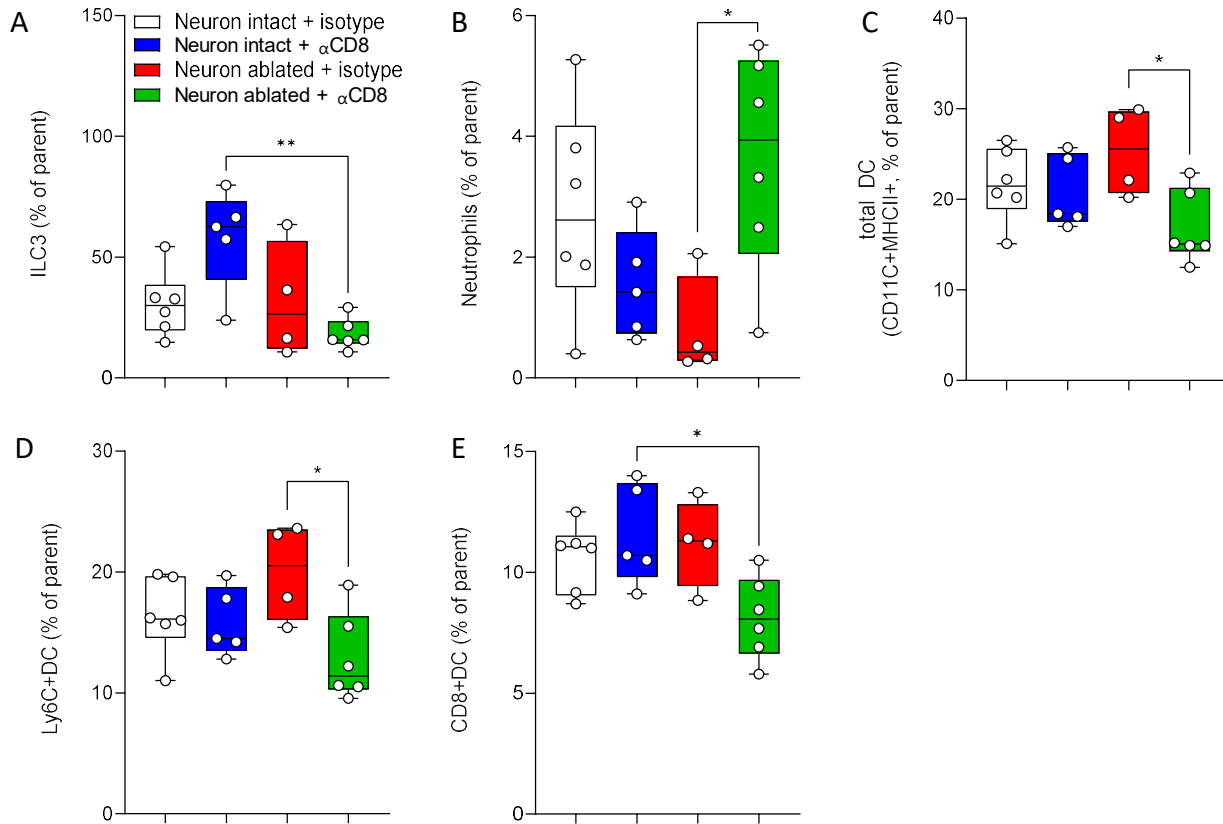 A
ILC3 (% of parent)
150
100
50
0
Neuron intact + isotype
Neuron intact + αCD8
Neuron ablated + isotype
Neuron ablated + αCD8
**
B
Neutrophils (% of parent)
6
4
2
0
*
C
total DC
(CD11C+MHCII+, % of parent)
40
30
20
10
0
*
D
Ly6C+DC (% of parent)
30
20
10
0
*
E
CD8+DC (% of parent)
15
10
5
0
*